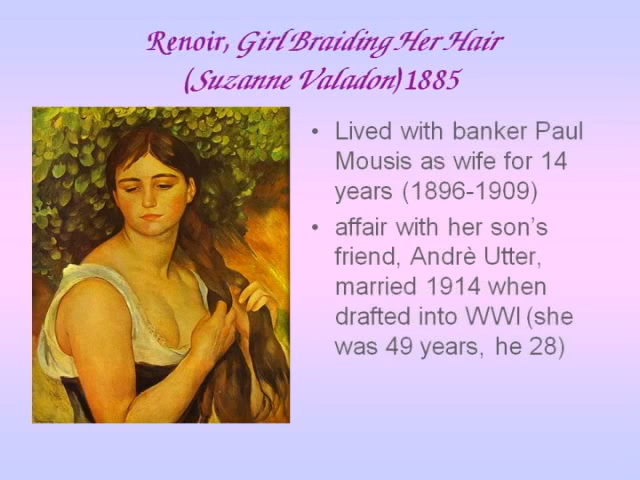 Renoir, Girl Braiding Her Hair
(Suzanne Valadon) 1885
• Lived with banker Paul
Mousis as wife for 14
years (1896-1909)
• affair with her son's
friend, Andrè Utter,
married 1914 when
drafted into WWI (she
was 49 years, he 28)